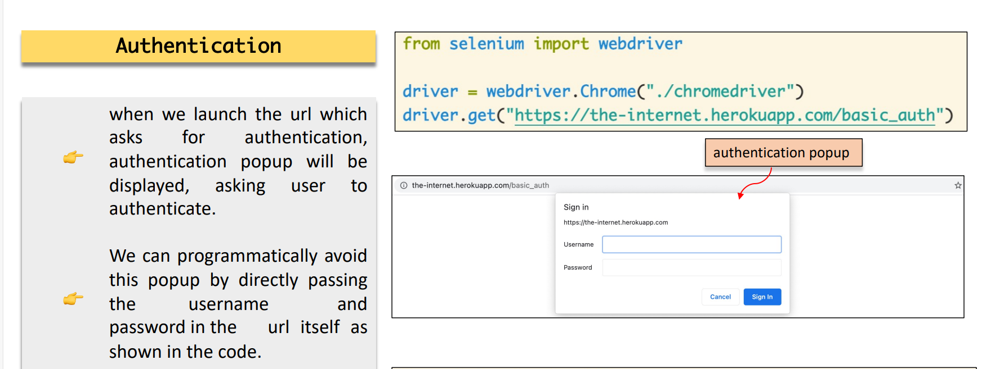 Authentication
when we launch the url which
asks for authentication,
authentication popup will be
displayed, asking user to
authenticate.
We can programmatically avoid
this popup by directly passing
the username and
password in the url itself as
shown in the code.
from selenium import webdriver
driver = webdriver.Chrome("./chromedriver")
driver.get("https://the-internet.herokuapp.com/basic_auth")
authentication popup
the-internet.herokuapp.com/basic_auth
Sign in
https://the-internet.herokuapp.com
Username
Password
Cancel
Sign In